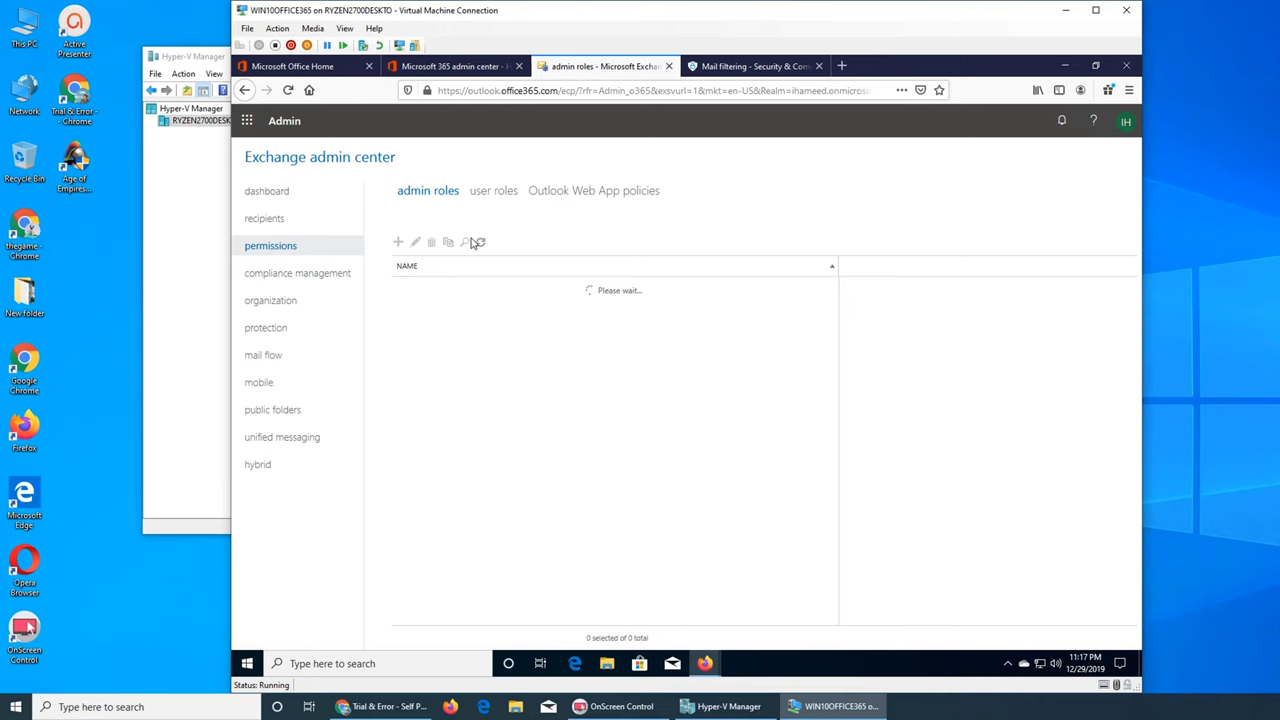 WIN10OFFICE365 on RYZEN2700DESKTO - Virtual Machine Connection
File Action Media View Help
Microsoft Office Home
Microsoft 365 admin center - H
admin roles - Microsoft Exchan
Mail filtering - Security & Com
https://outlook.office365.com/ecp/?rfr=Admin_o365&exsvurl=1&mkt=en-US&Realm=ihameed.onmicroso
Admin
IH
Exchange admin center
dashboard
recipients
permissions
compliance management
organization
protection
mail flow
mobile
public folders
unified messaging
hybrid
admin roles user roles Outlook Web App policies
NAME
Please wait...
0 selected of 0 total
Type here to search
11:17 PM
12/29/2019
Status: Running
Hyper-V Manager
File Action View
Hyper-V Manager
RYZEN2700DESK
This PC
Active
Presenter
Network
Trial & Error -
- Chrome
Recycle Bin
Age of
Empires...
thegame -
Chrome
New folder
Google
Chrome
Firefox
Microsoft
Edge
Opera
Browser
OnScreen
Control
Type here to search
Trial & Error - Self P...
OnScreen Control
Hyper-V Manager
WIN10OFFICE365 o...